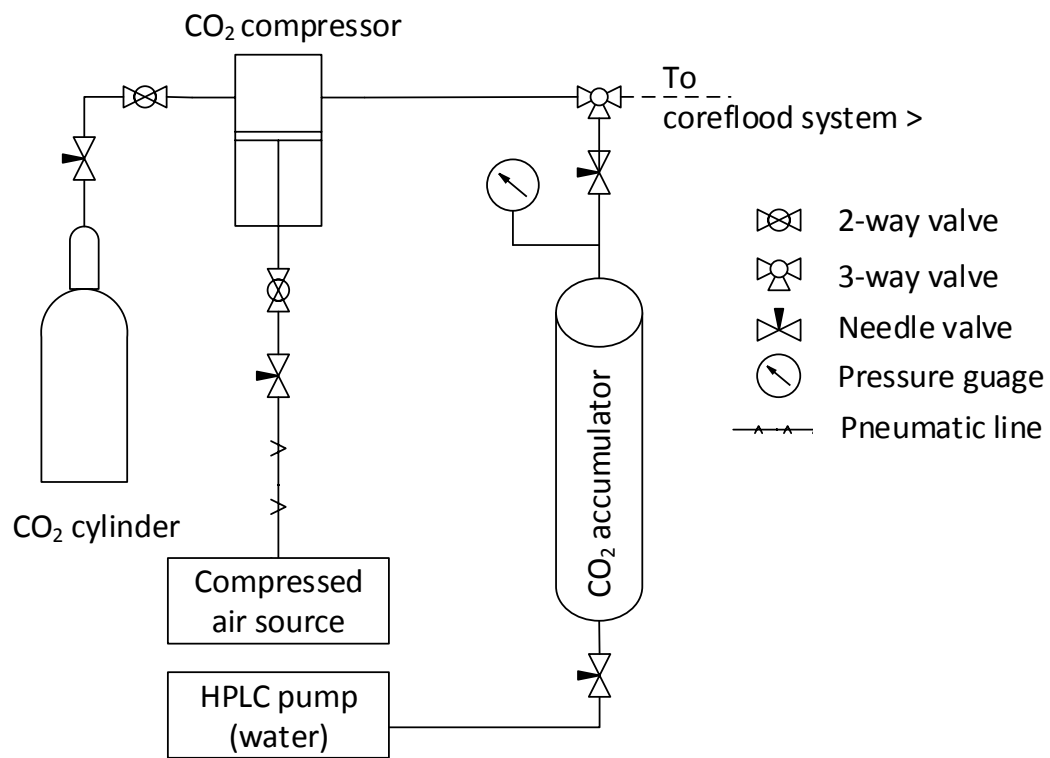 CO₂ compressor
To
coreflood system >
2-way valve
3-way valve
Needle valve
Pressure guage
Pneumatic line
CO₂ cylinder
CO₂ accumulator
Compressed
air source
HPLC pump
(water)